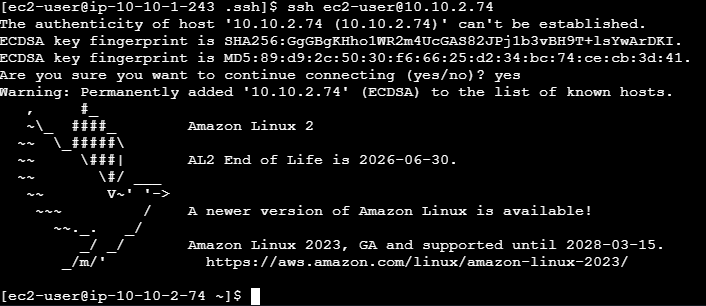 [ec2-user@ip-10-10-1-243 .ssh]$ ssh ec2-user@10.10.2.74
The authenticity of host '10.10.2.74 (10.10.2.74)' can't be established.
ECDSA key fingerprint is SHA256:GgGBgKHho1WR2m4UcGAS82JPj1b3vBH9T+lsYwArDKI.
ECDSA key fingerprint is MD5:89:d9:2c:50:30:f6:66:25:d2:34:bc:74:ce:cb:3d:41.
Are you sure you want to continue connecting (yes/no)? yes
Warning: Permanently added '10.10.2.74' (ECDSA) to the list of known hosts.
   ,     #_
   ~\_  ####_        Amazon Linux 2
  ~~  \_#####\
  ~~     \###|       AL2 End of Life is 2026-06-30.
  ~~       \#/ ___
   ~~       V~' '->
    ~~~         /    A newer version of Amazon Linux is available!
      ~~._.   _/
         _/ _/       Amazon Linux 2023, GA and supported until 2028-03-15.
       _/m/'           https://aws.amazon.com/linux/amazon-linux-2023/
[ec2-user@ip-10-10-2-74 ~]$